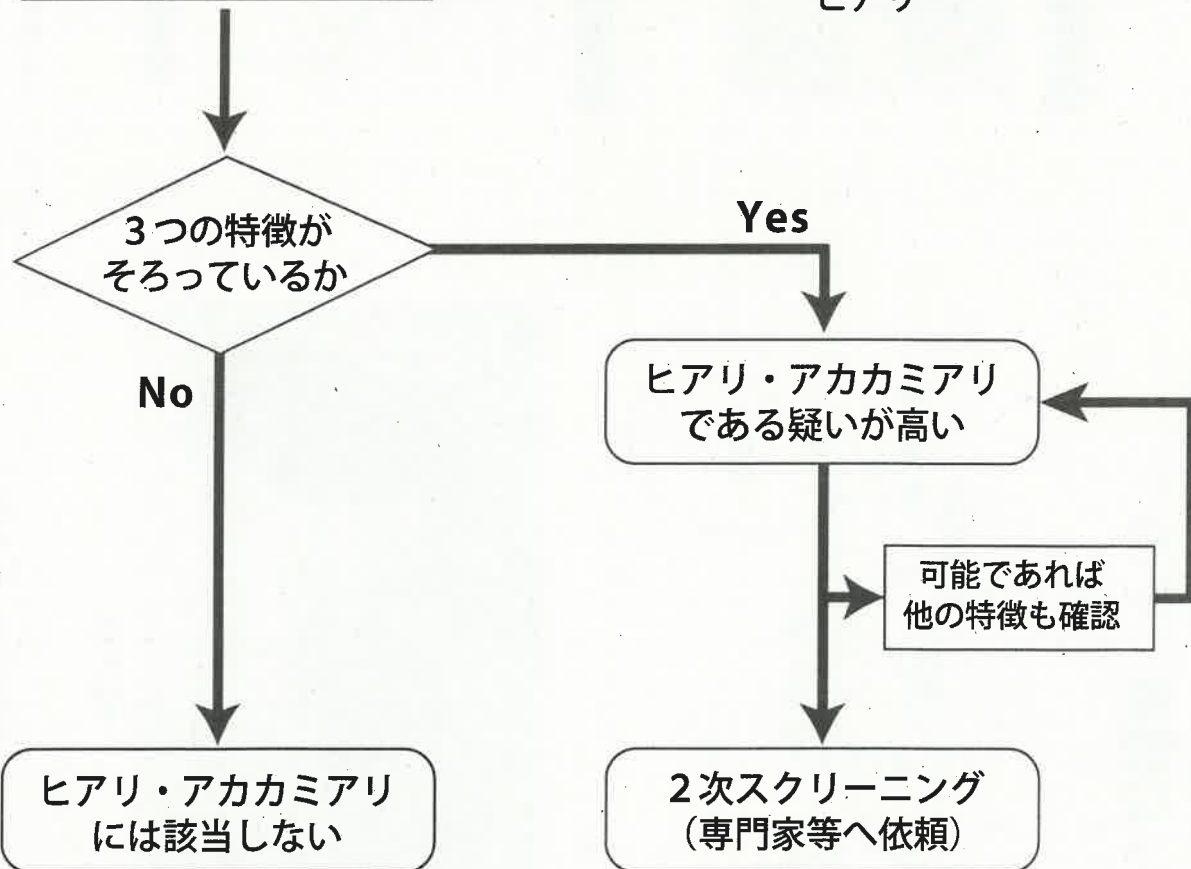 ヒアリ
3つの特徴が
そろっているか
Yes
No
ヒアリ・アカカミアリ
である疑いが高い
可能であれば
他の特徴も確認
ヒアリ・アカカミアリ
には該当しない
2次スクリーニング
(専門家等へ依頼)